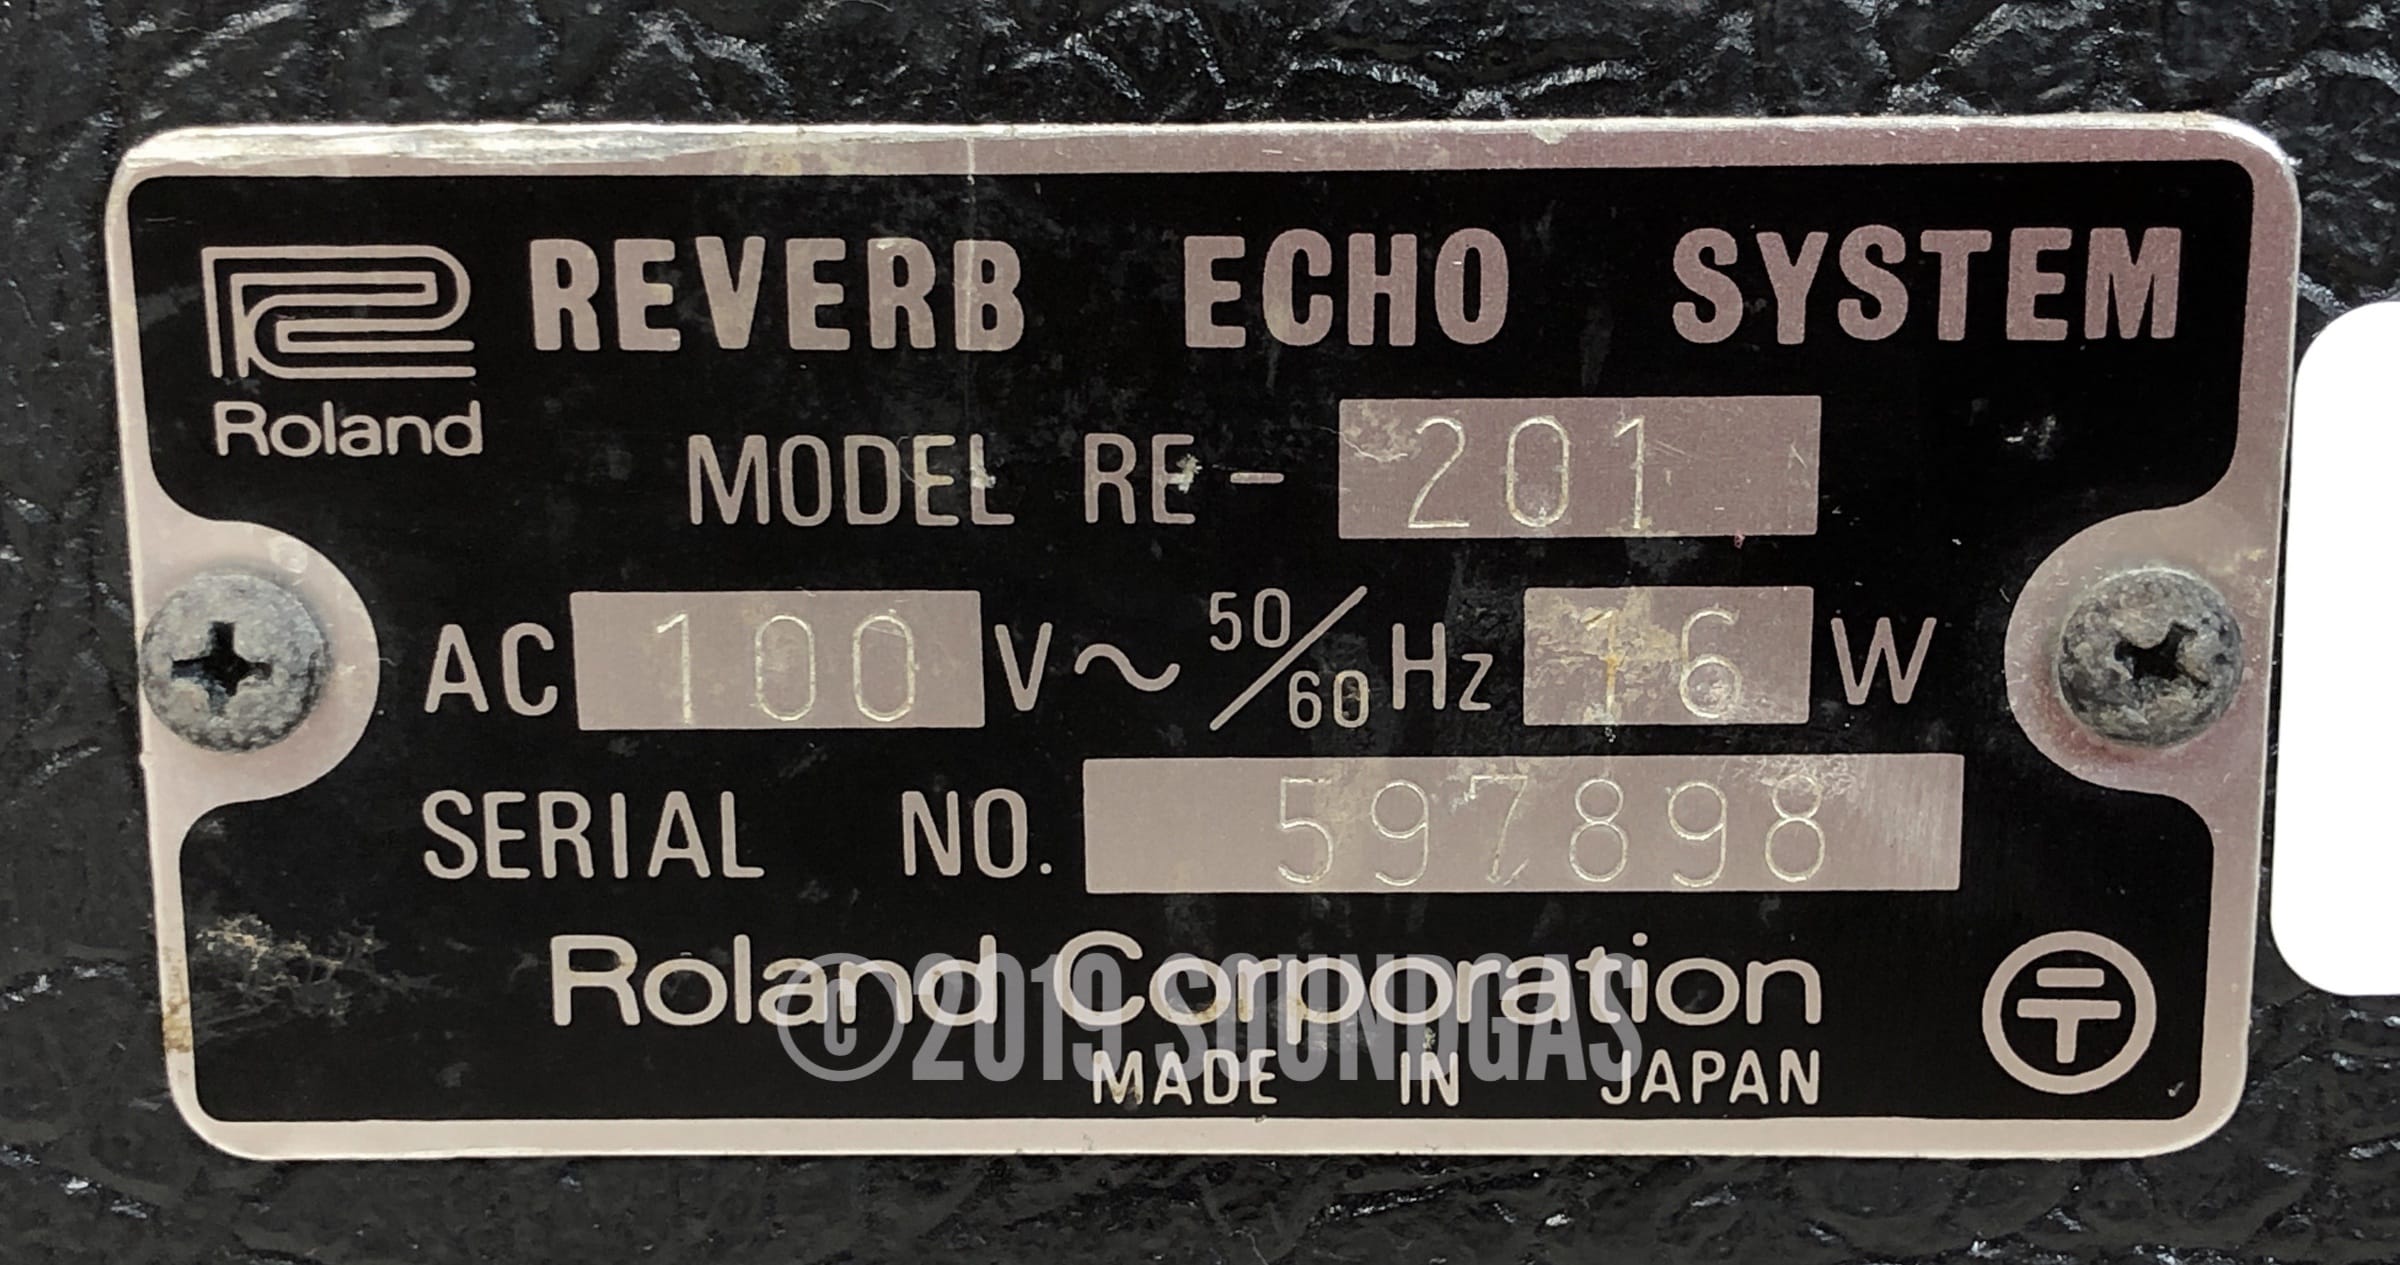 REVERB ECHO SYSTEM
Roland
MODEL RE- 201
AC 100 V ~ 50/60 Hz 16 W
SERIAL NO. 597898
Roland Corporation
©2019 SOUNDGAS
MADE IN JAPAN